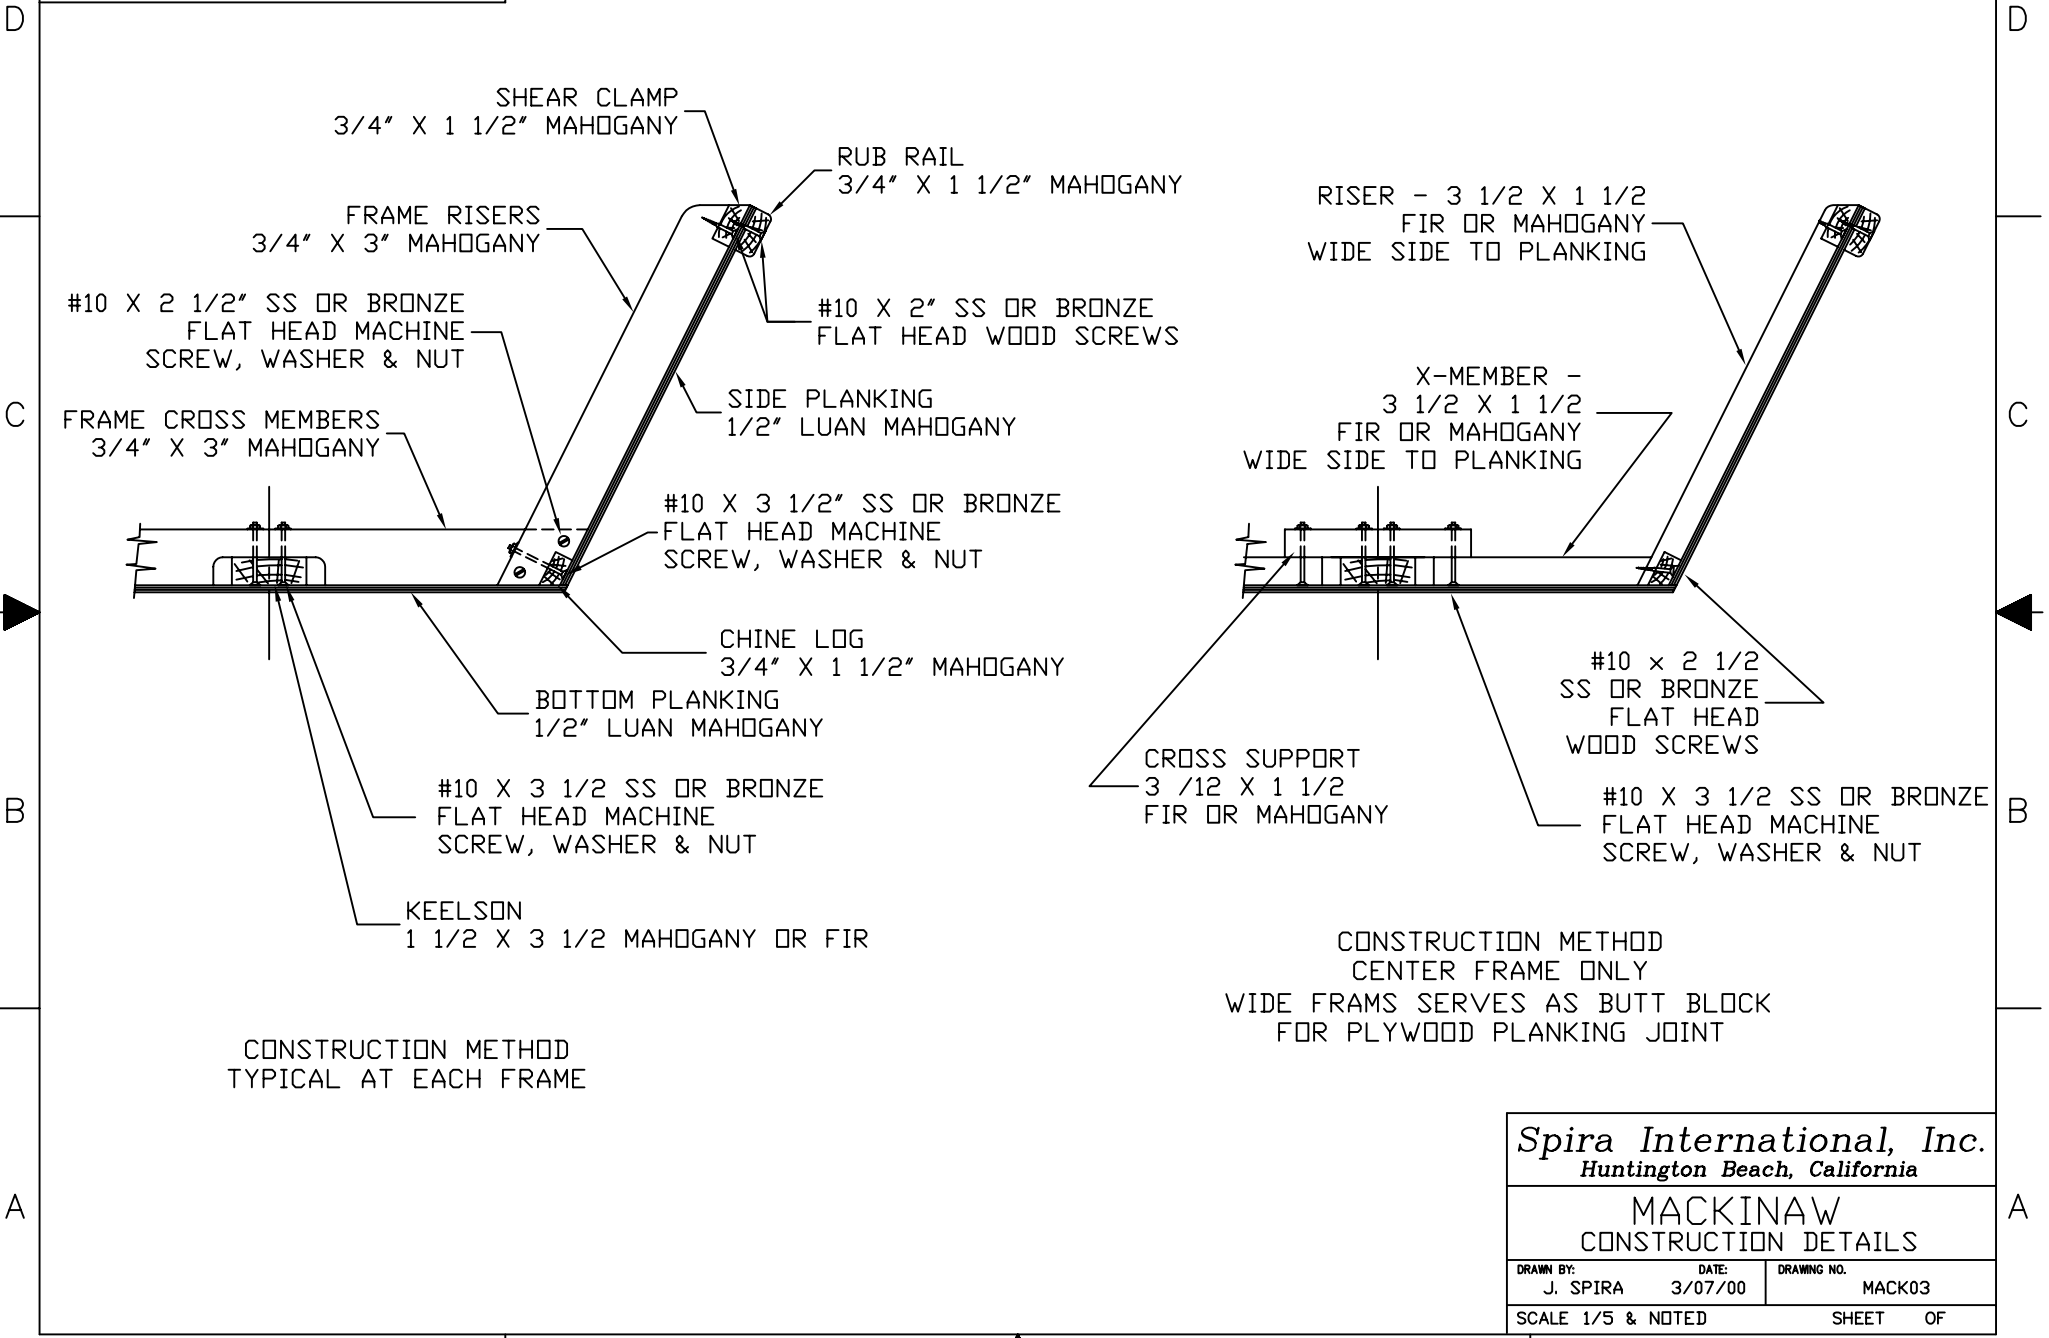 D
D
SHEAR CLAMP
3/4" X 1 1/2" MAHOGANY
RUB RAIL
3/4" X 1 1/2" MAHOGANY
FRAME RISERS
3/4" X 3" MAHOGANY
#10 X 2 1/2" SS OR BRONZE
FLAT HEAD MACHINE
SCREW, WASHER & NUT
#10 X 2" SS OR BRONZE
FLAT HEAD WOOD SCREWS
SIDE PLANKING
1/2" LUAN MAHOGANY
C
FRAME CROSS MEMBERS
3/4" X 3" MAHOGANY
#10 X 3 1/2" SS OR BRONZE
FLAT HEAD MACHINE
SCREW, WASHER & NUT
CHINE LOG
3/4" X 1 1/2" MAHOGANY
BOTTOM PLANKING
1/2" LUAN MAHOGANY
#10 X 3 1/2 SS OR BRONZE
FLAT HEAD MACHINE
SCREW, WASHER & NUT
B
KEELSON
1 1/2 X 3 1/2 MAHOGANY OR FIR
CONSTRUCTION METHOD
TYPICAL AT EACH FRAME
A
RISER - 3 1/2 X 1 1/2
FIR OR MAHOGANY
WIDE SIDE TO PLANKING
X-MEMBER -
3 1/2 X 1 1/2
FIR OR MAHOGANY
WIDE SIDE TO PLANKING
C
#10 x 2 1/2
SS OR BRONZE
FLAT HEAD
WOOD SCREWS
CROSS SUPPORT
3 /12 X 1 1/2
FIR OR MAHOGANY
#10 X 3 1/2 SS OR BRONZE
FLAT HEAD MACHINE
SCREW, WASHER & NUT
B
CONSTRUCTION METHOD
CENTER FRAME ONLY
WIDE FRAMS SERVES AS BUTT BLOCK
FOR PLYWOOD PLANKING JOINT
Spira International, Inc.
Huntington Beach, California
MACKINAW
CONSTRUCTION DETAILS
A
DRAWN BY: DATE: DRAWING NO.
J. SPIRA 3/07/00 MACK03
SCALE 1/5 & NOTED SHEET OF